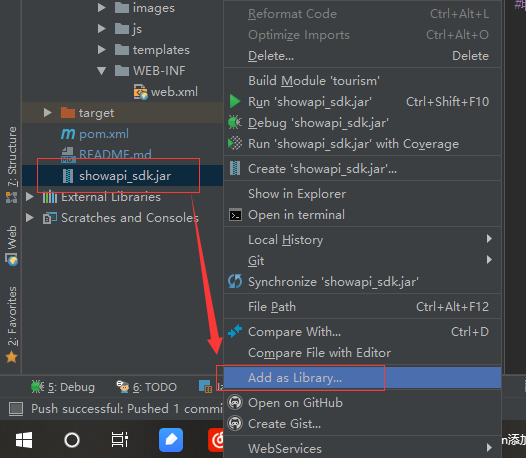 images
js
templates
WEB-INF
web.xml
target
pom.xml
README.md
showapi_sdk.jar
External Libraries
Scratches and Consoles
7: Structure
Web
2: Favorites
Reformat Code Ctrl+Alt+L
Optimize Imports Ctrl+Alt+O
Delete... Delete
Build Module 'tourism'
Run 'showapi_sdk.jar' Ctrl+Shift+F10
Debug 'showapi_sdk.jar'
Run 'showapi_sdk.jar' with Coverage
Create 'showapi_sdk.jar'...
Show in Explorer
Open in terminal
Local History
Git
Synchronize 'showapi_sdk.jar'
File Path Ctrl+Alt+F12
Compare With... Ctrl+D
Compare File with Editor
Add as Library...
Open on GitHub
Create Gist...
WebServices
5: Debug 6: TODO
Push successful: Pushed 1 commi
n添加